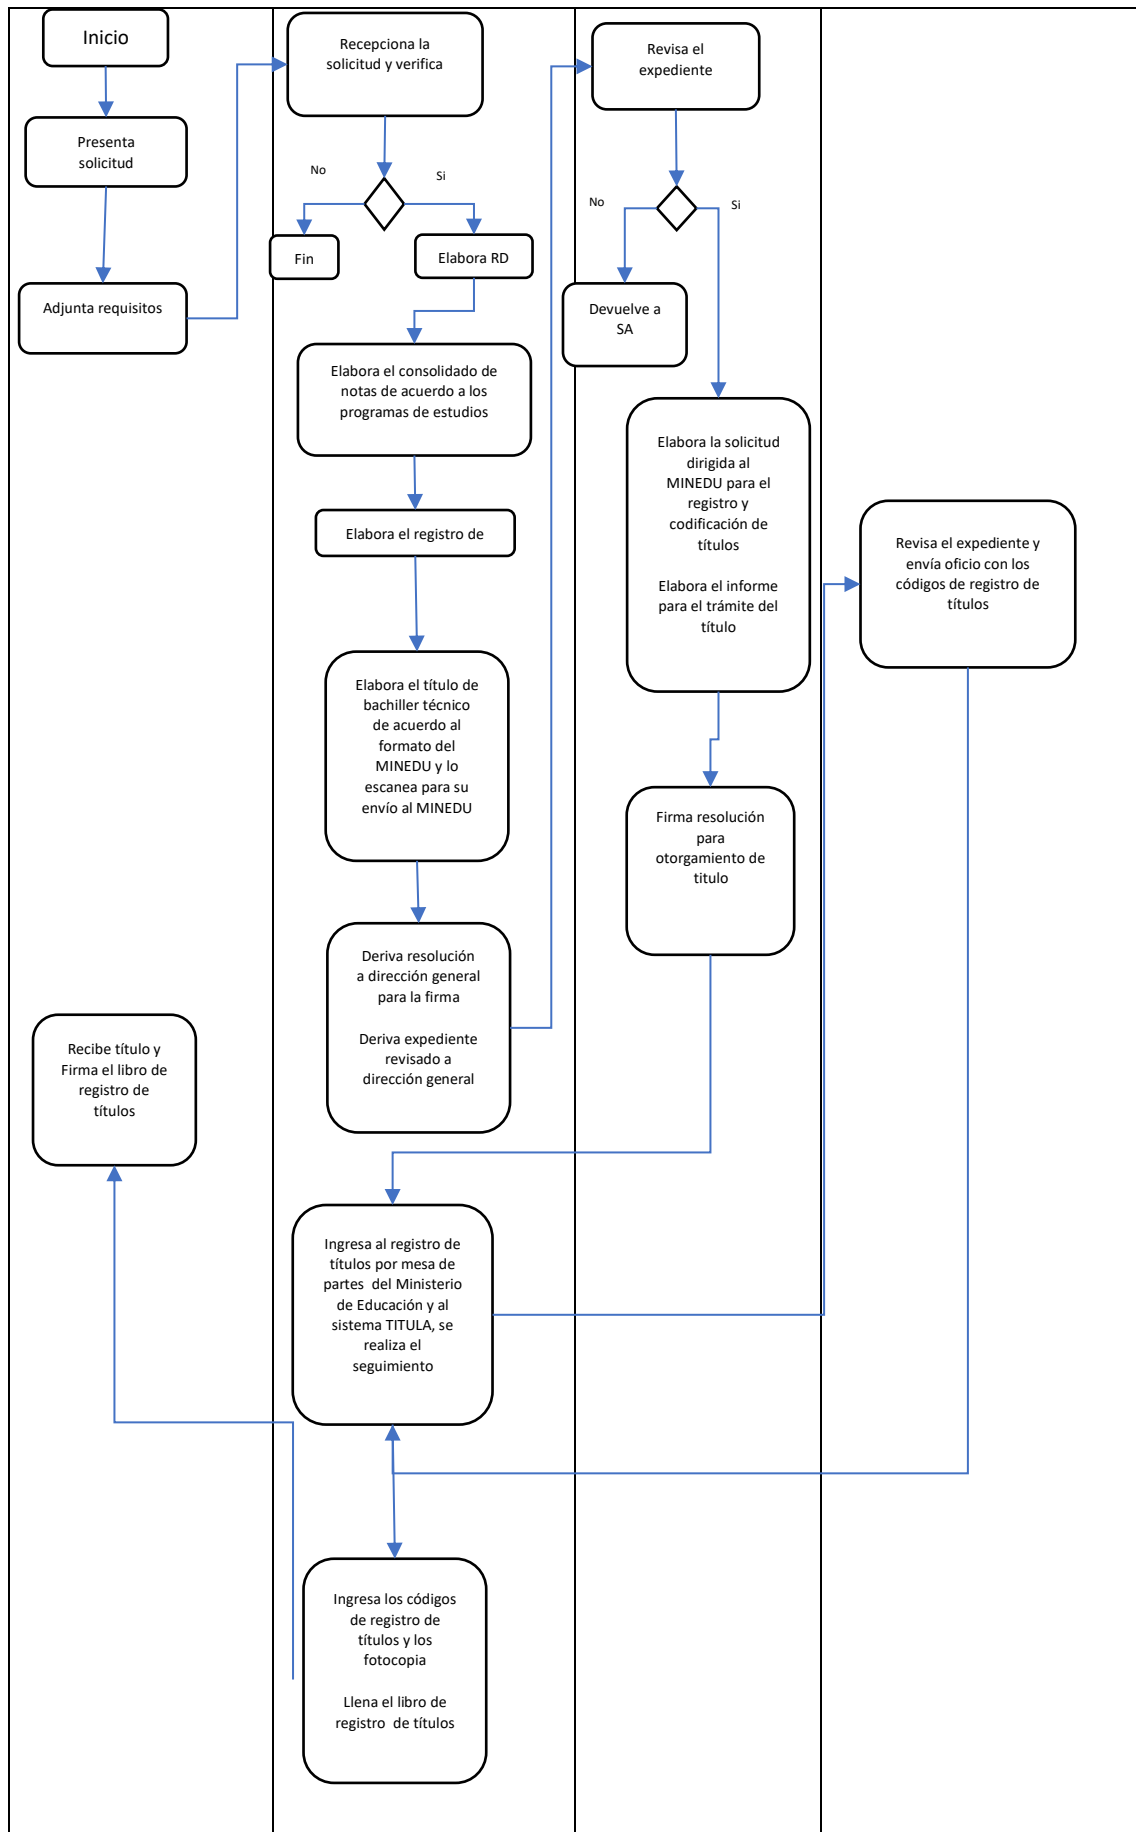 Inicio
Presenta
solicitud
Adjunta requisitos
Recibe título y
Firma el libro de
registro de
títulos
Recepciona la
solicitud y verifica
No
Si
Fin
Elabora RD
Elabora el consolidado de
notas de acuerdo a los
programas de estudios
Elabora el registro de
Elabora el título de
bachiller técnico
de acuerdo al
formato del
MINEDU y lo
escanea para su
envío al MINEDU
Deriva resolución
a dirección general
para la firma
Deriva expediente
revisado a
dirección general
Ingresa al registro de
títulos por mesa de
partes del Ministerio
de Educación y al
sistema TITULA, se
realiza el
seguimiento
Ingresa los códigos
de registro de
títulos y los
fotocopia
Llena el libro de
registro de títulos
Revisa el
expediente
No
Si
Devuelve a
SA
Elabora la solicitud
dirigida al
MINEDU para el
registro y
codificación de
títulos
Elabora el informe
para el trámite del
título
Firma resolución
para
otorgamiento de
titulo
Revisa el expediente y
envía oficio con los
códigos de registro de
títulos